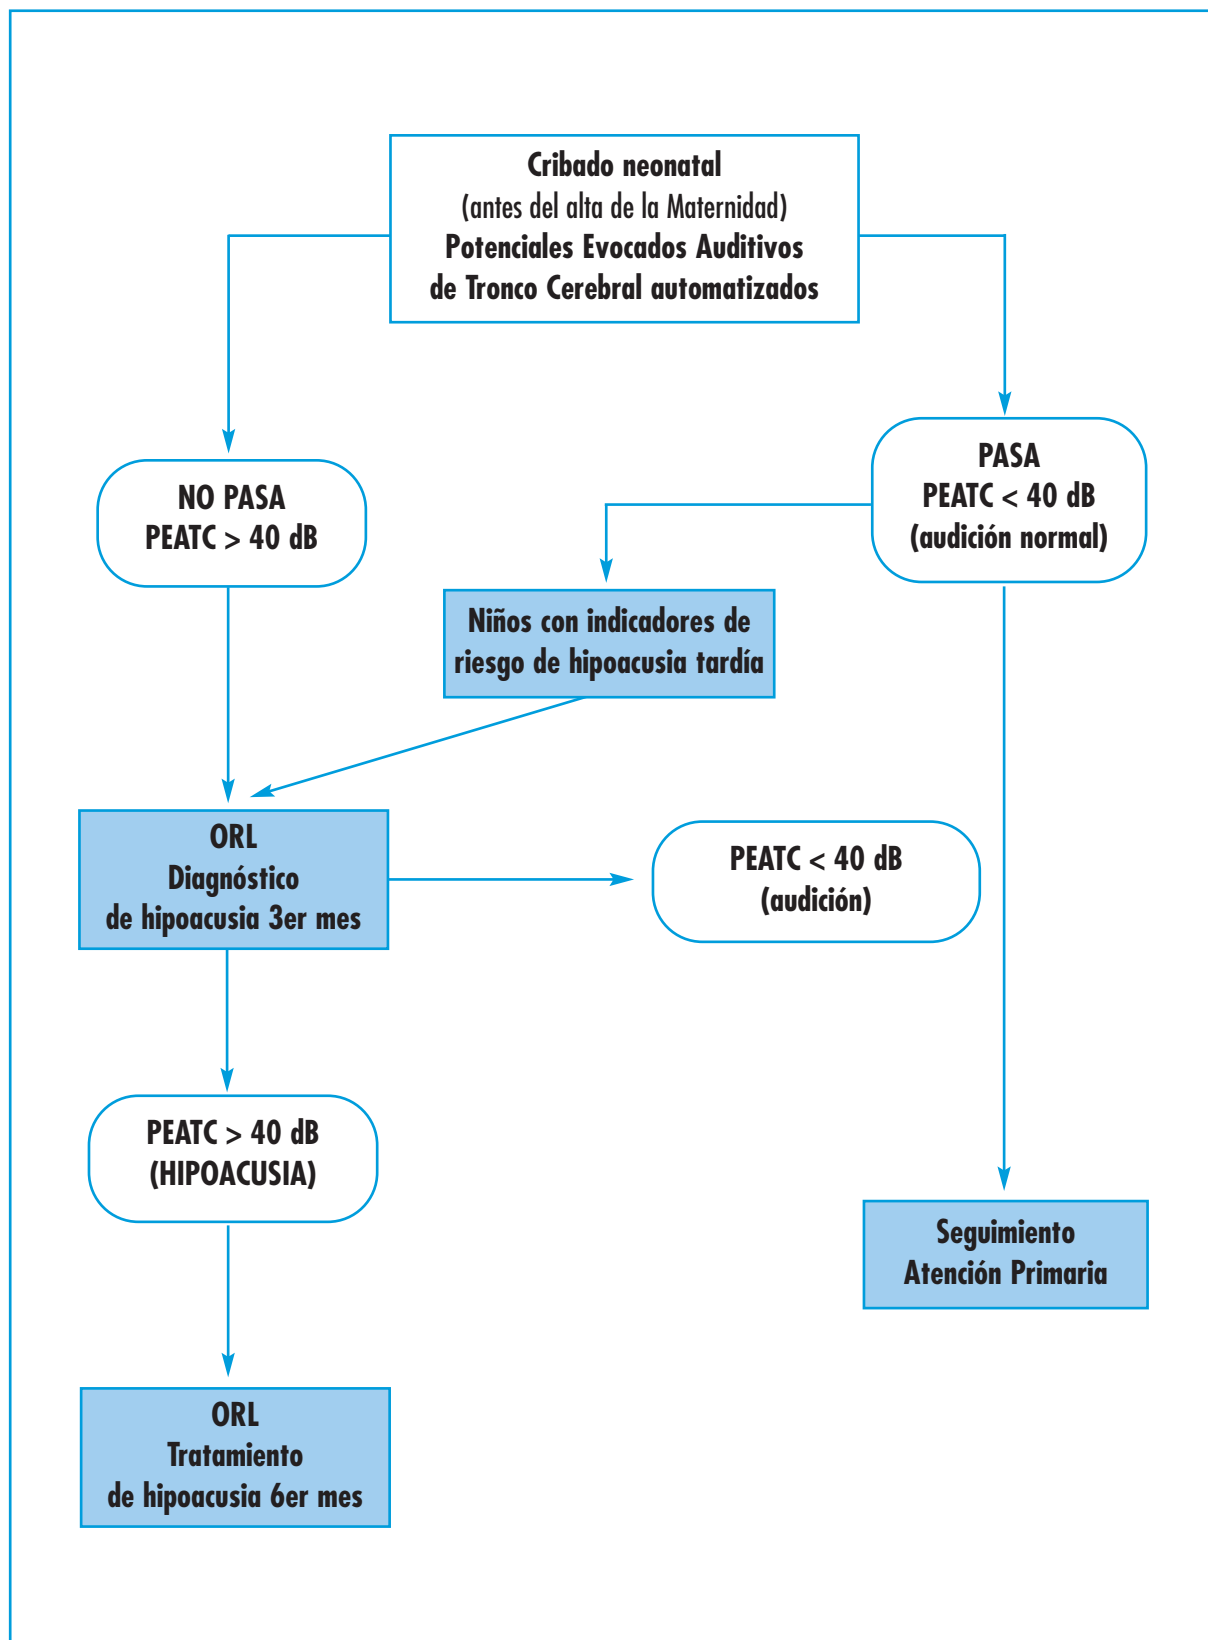 Cribado neonatal
(antes del alta de la Maternidad)
Potenciales Evocados Auditivos
de Tronco Cerebral automatizados
NO PASA
PEATC > 40 dB
PASA
PEATC < 40 dB
(audición normal)
Niños con indicadores de
riesgo de hipoacusia tardía
ORL
Diagnóstico
de hipoacusia 3er mes
PEATC < 40 dB
(audición)
PEATC > 40 dB
(HIPOACUSIA)
Seguimiento
Atención Primaria
ORL
Tratamiento
de hipoacusia 6er mes